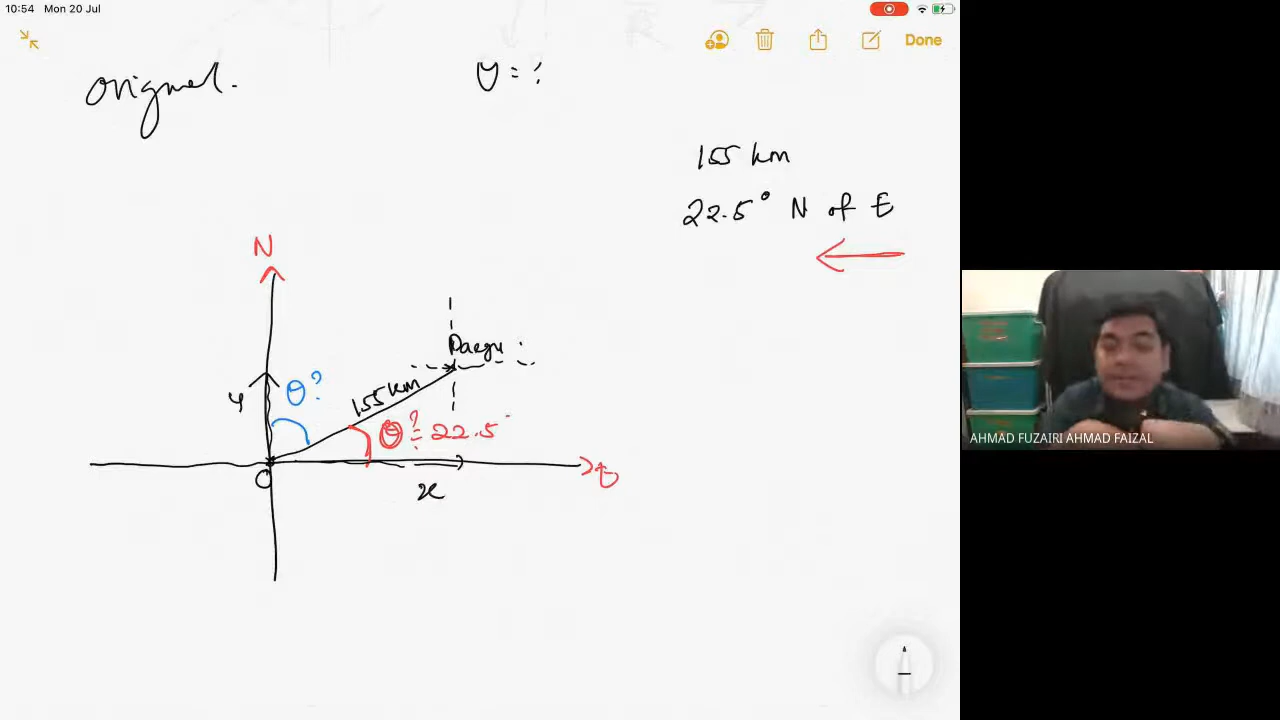 10:54 Mon 20 Jul
Done
original.
y = ?
155 km
22.5° N of E
N
Daegu
θ?
155 km
y
θ? = 22.5°
O
E
x
AHMAD FUZAIRI AHMAD FAIZAL